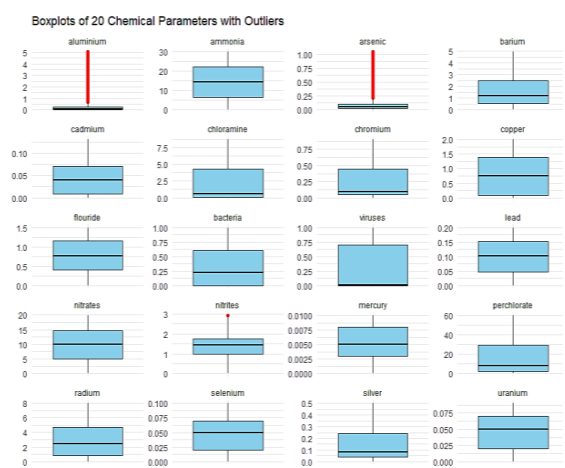 Boxplots of 20 Chemical Parameters with Outliers
aluminium ammonia arsenic barium
5 30 1.00 5
4 20 0.75 4
3 10 0.50 3
2 0 0.25 2
1 0.00 1
0 0
cadmium chloramine chromium copper
0.10 7.5 0.75 2.0
0.05 5.0 0.50 1.5
0.00 2.5 0.25 1.0
0.0 0.00 0.5
0.0
flouride bacteria viruses lead
1.5 1.00 1.00 0.20
1.0 0.75 0.75 0.15
0.5 0.50 0.50 0.10
0.0 0.25 0.25 0.05
0.00 0.00 0.00
nitrates nitrites mercury perchlorate
20 3 0.0100 60
15 2 0.0075 40
10 1 0.0050 20
5 0 0.0025 0
0 0.0000
radium selenium silver uranium
8 0.100 0.5 0.075
6 0.075 0.4 0.050
4 0.050 0.3 0.025
2 0.025 0.2 0.000
0 0.000 0.1
0.0